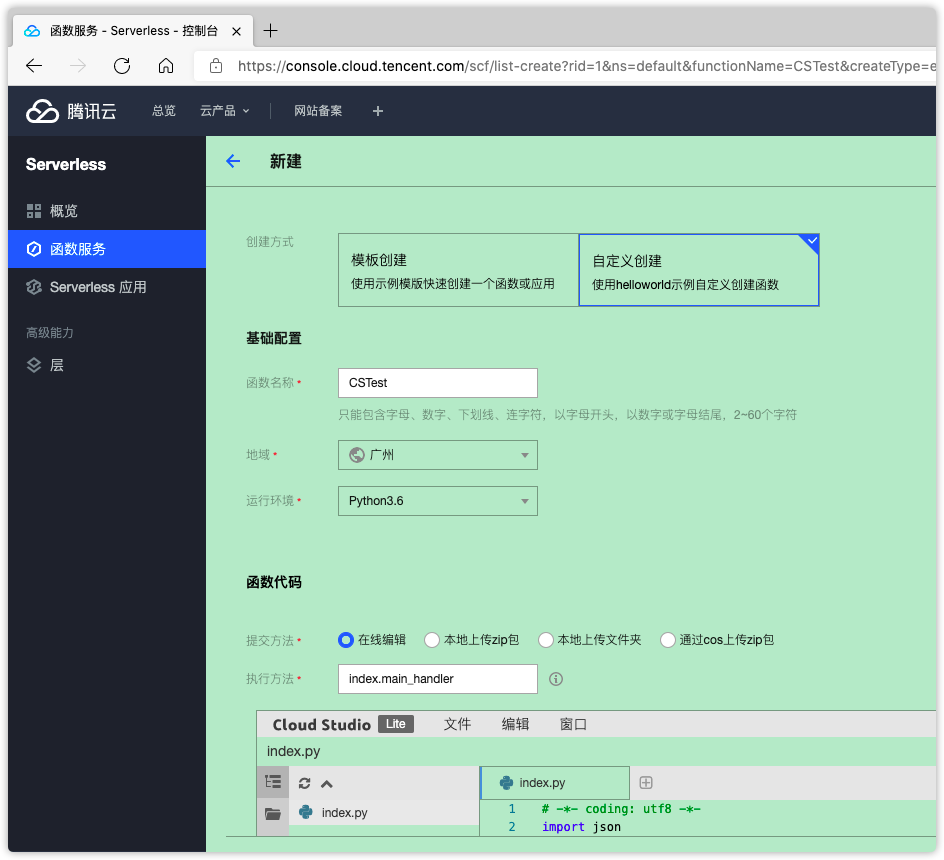 函数服务 - Serverless - 控制台
https://console.cloud.tencent.com/scf/list-create?rid=1&ns=default&functionName=CSTest&createType=e
腾讯云 总览 云产品 网站备案
Serverless
新建
概览
函数服务
Serverless 应用
高级能力
层
创建方式
模板创建
使用示例模版快速创建一个函数或应用
自定义创建
使用helloworld示例自定义创建函数
基础配置
函数名称* CSTest
只能包含字母、数字、下划线、连字符，以字母开头，以数字或字母结尾，2~60个字符
地域* 广州
运行环境* Python3.6
函数代码
提交方法* 在线编辑 本地上传zip包 本地上传文件夹 通过cos上传zip包
执行方法* index.main_handler
Cloud Studio Lite 文件 编辑 窗口
index.py
index.py
index.py
1 # -*- coding: utf8 -*-
2 import json